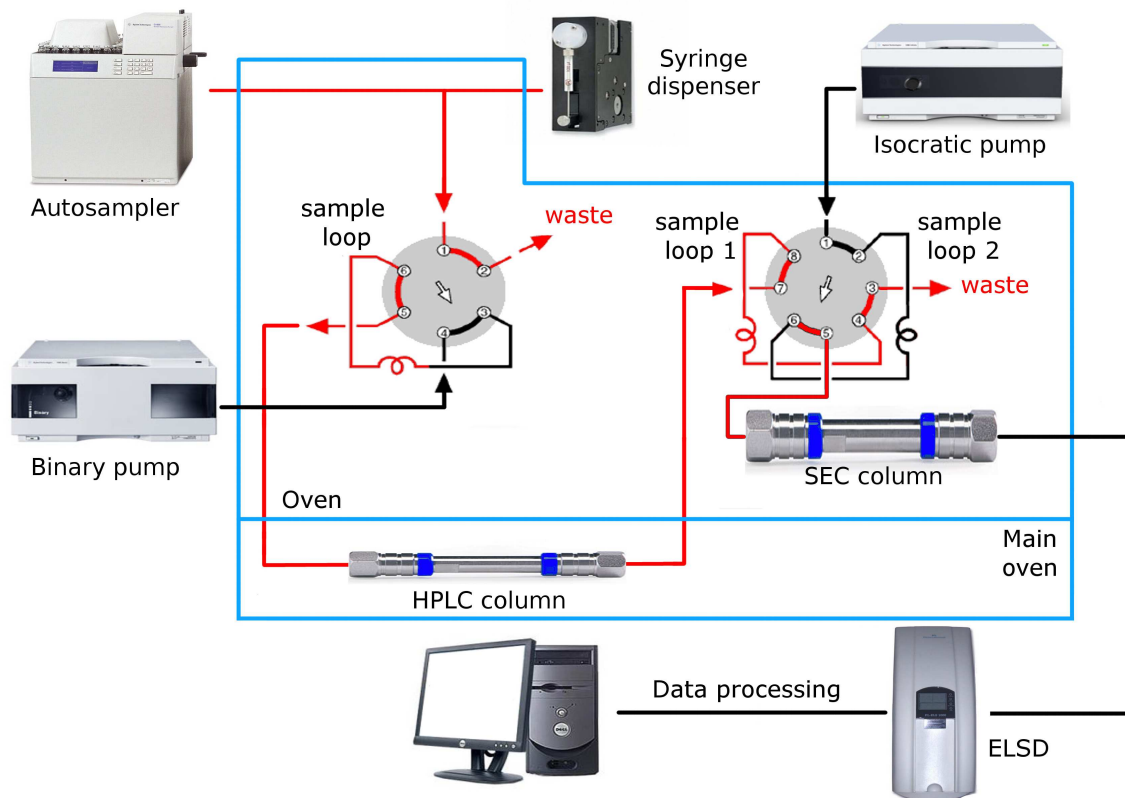 Autosampler
Syringe
dispenser
Isocratic pump
sample
loop
waste
sample
loop 1
sample
loop 2
waste
1
2
3
4
5
6
1
2
3
4
5
6
7
8
Binary
Binary pump
SEC column
Oven
Main
oven
HPLC column
Data processing
DELL
DELL
ELSD